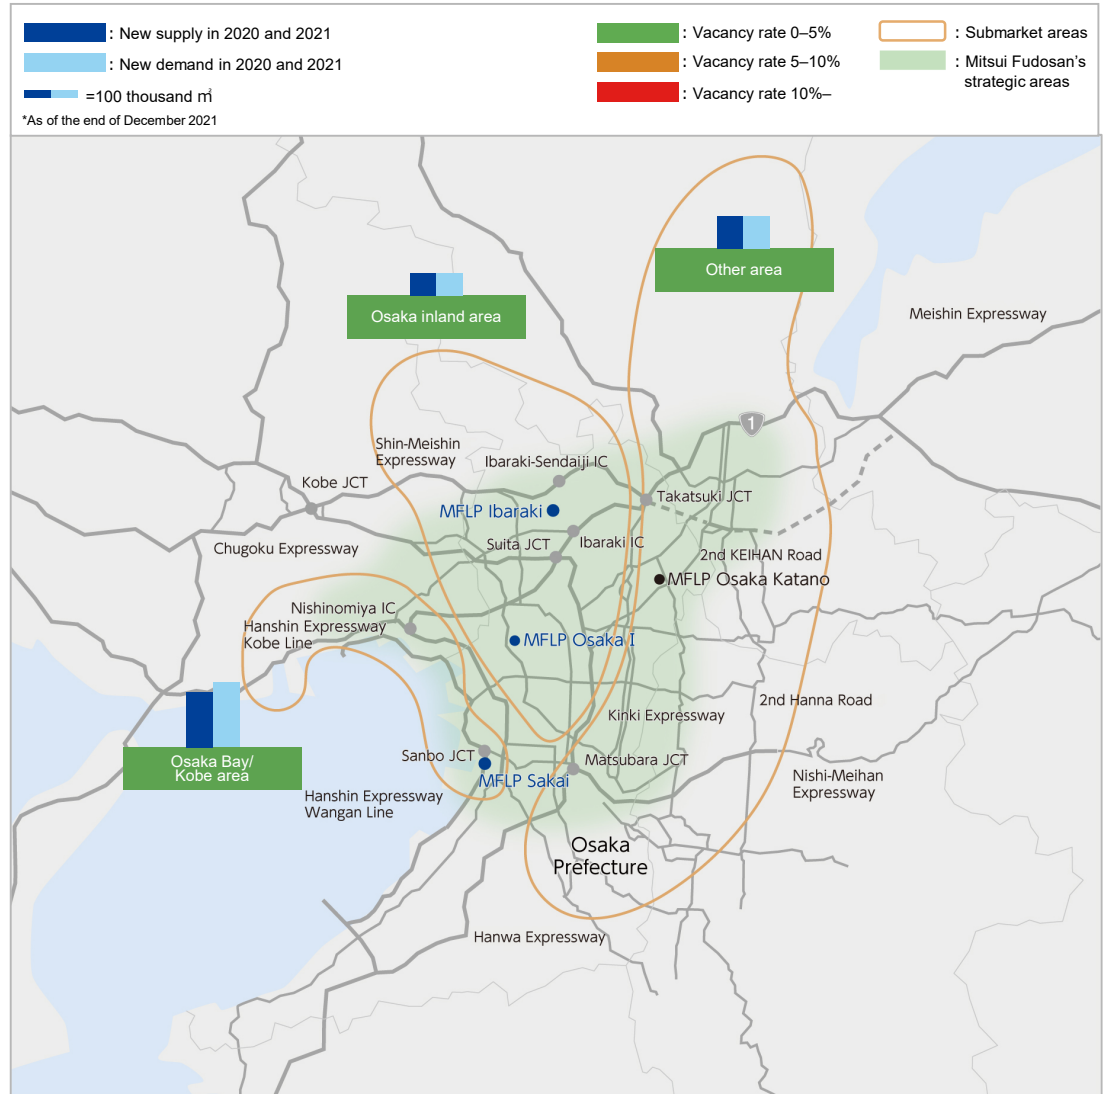 : New supply in 2020 and 2021
: New demand in 2020 and 2021
=100 thousand ㎡
*As of the end of December 2021
: Vacancy rate 0–5%
: Vacancy rate 5–10%
: Vacancy rate 10%–
: Submarket areas
: Mitsui Fudosan's
strategic areas
Other area
Osaka inland area
Meishin Expressway
1
Shin-Meishin
Expressway
Ibaraki-Sendaiji IC
Kobe JCT
Takatsuki JCT
MFLP Ibaraki
Ibaraki IC
Suita JCT
Chugoku Expressway
2nd KEIHAN Road
MFLP Osaka Katano
Nishinomiya IC
Hanshin Expressway
Kobe Line
MFLP Osaka I
2nd Hanna Road
Kinki Expressway
Osaka Bay/
Kobe area
Sanbo JCT
Matsubara JCT
MFLP Sakai
Nishi-Meihan
Expressway
Hanshin Expressway
Wangan Line
Osaka
Prefecture
Hanwa Expressway